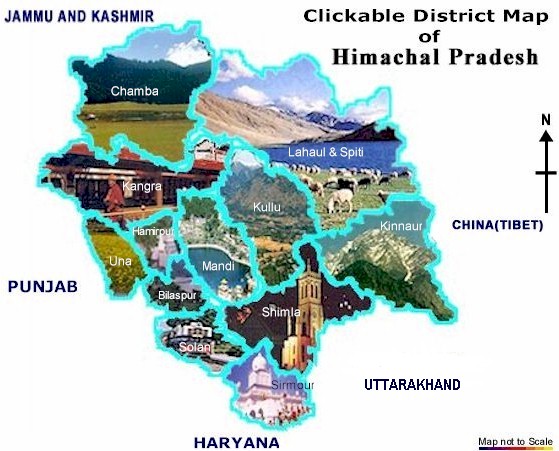 JAMMU AND KASHMIR
Clickable District Map
of
Himachal Pradesh
Chamba
Lahaul & Spiti
N
Kangra
Kullu
Kinnaur
CHINA(TIBET)
Hamirpur
Una
Mandi
PUNJAB
Bilaspur
Shimla
Solan
Sirmour
UTTARAKHAND
HARYANA
Map not to Scale